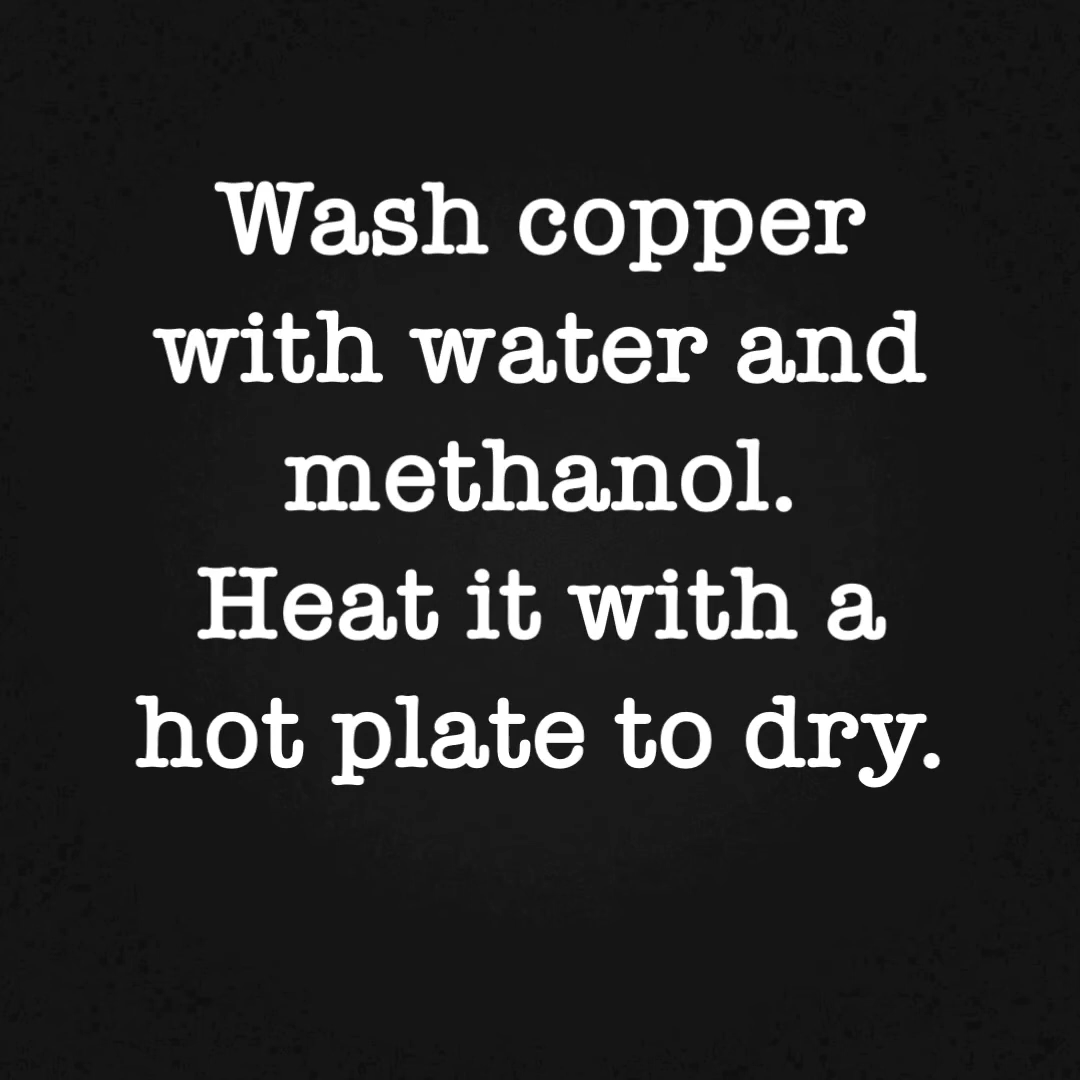 Wash copper
with water and
methanol.
Heat it with a
hot plate to dry.